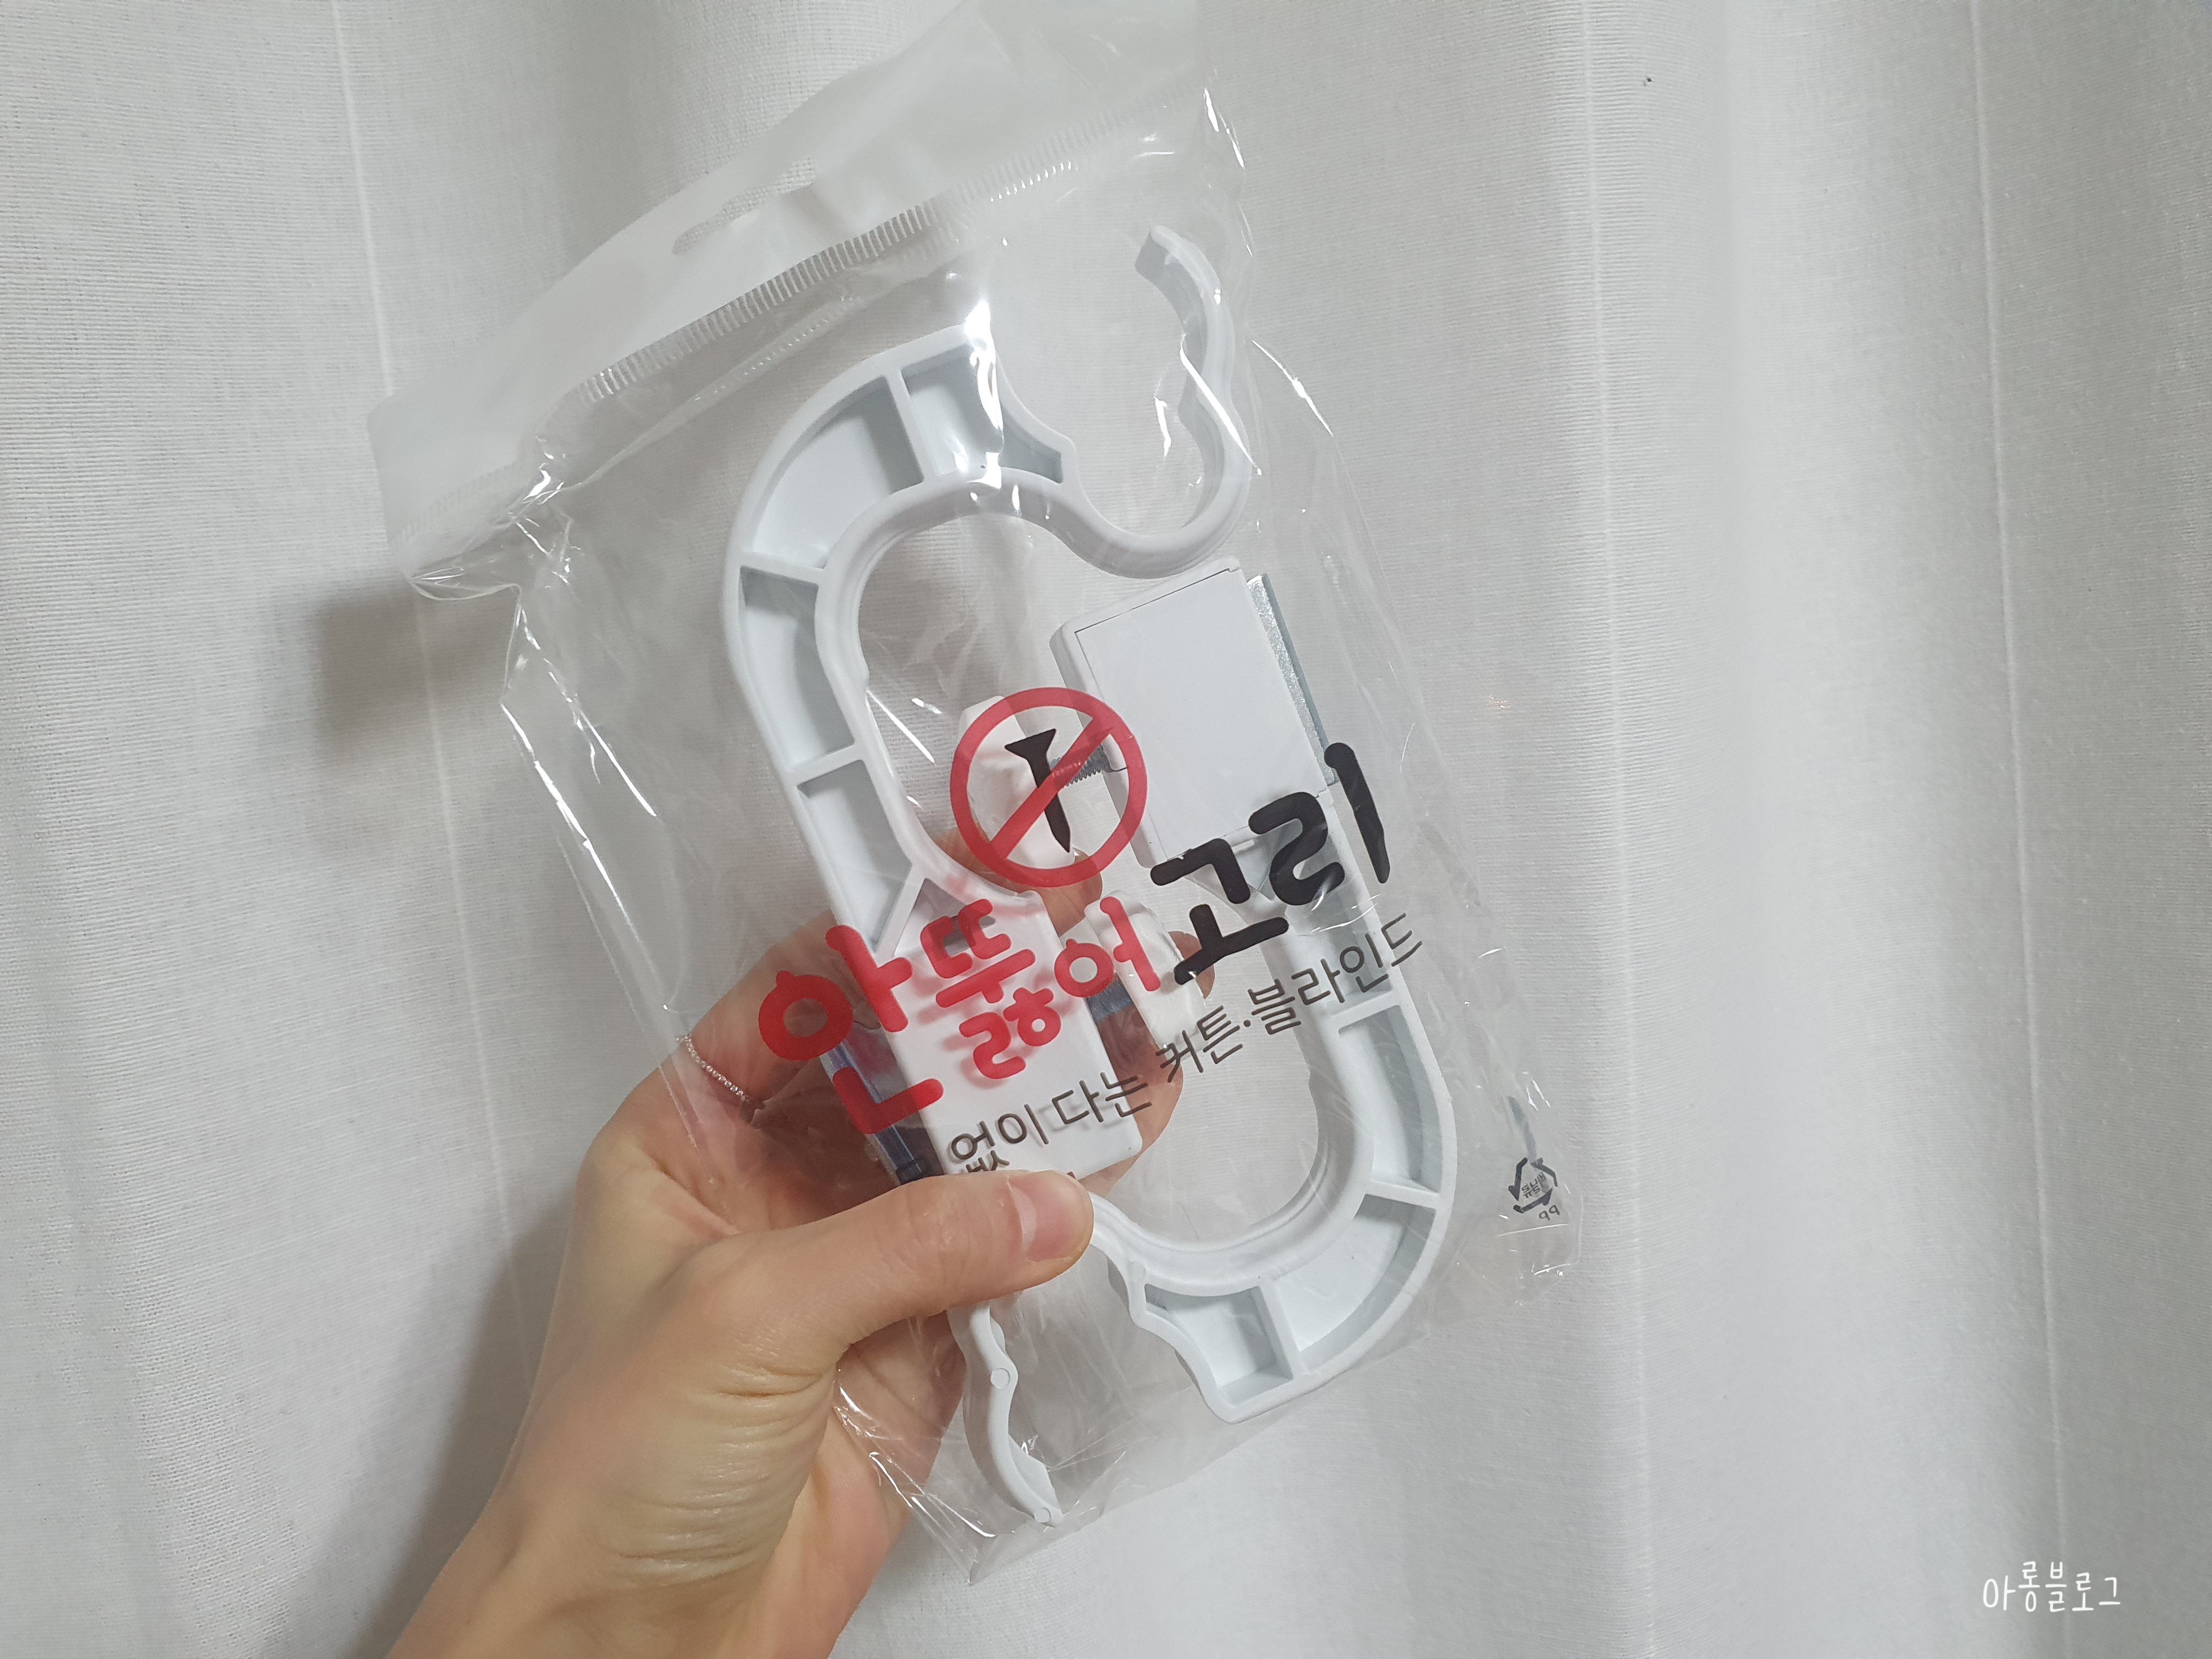 안뚫어고리
없이 다는 커튼·블라인드
아롱블로그